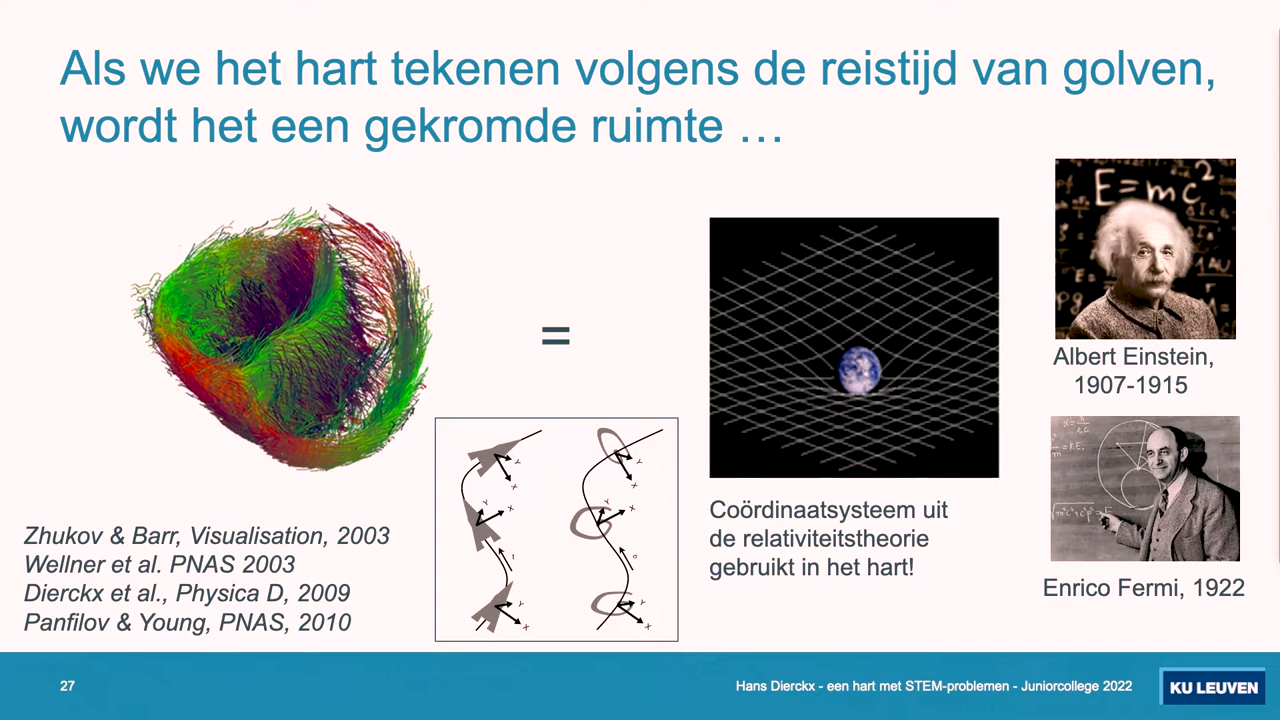 Als we het hart tekenen volgens de reistijd van golven,
wordt het een gekromde ruimte …
=
E=mc²
Albert Einstein,
1907-1915
Coördinaatsysteem uit
de relativiteitstheorie
gebruikt in het hart!
Enrico Fermi, 1922
Zhukov & Barr, Visualisation, 2003
Wellner et al. PNAS 2003
Dierckx et al., Physica D, 2009
Panfilov & Young, PNAS, 2010
Y
X
Y
X
Y
X
Y
X
t
σ
Y
X
Y
X
27
Hans Dierckx - een hart met STEM-problemen - Juniorcollege 2022
KU LEUVEN